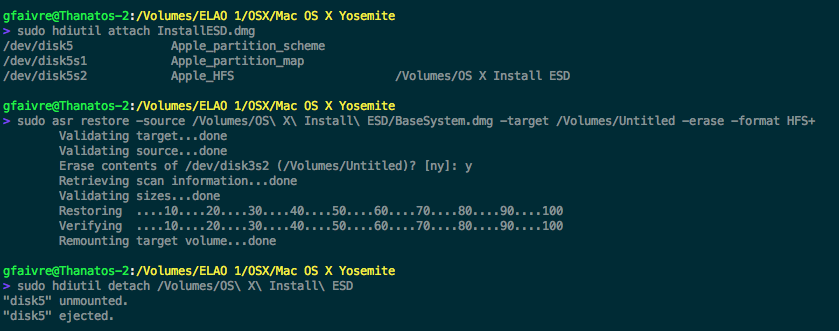 gfaivre@Thanatos-2:/Volumes/ELAO 1/OSX/Mac OS X Yosemite
> sudo hdiutil attach InstallESD.dmg
/dev/disk5 Apple_partition_scheme
/dev/disk5s1 Apple_partition_map
/dev/disk5s2 Apple_HFS /Volumes/OS X Install ESD
gfaivre@Thanatos-2:/Volumes/ELAO 1/OSX/Mac OS X Yosemite
> sudo asr restore -source /Volumes/OS\ X\ Install\ ESD/BaseSystem.dmg -target /Volumes/Untitled -erase -format HFS+
Validating target...done
Validating source...done
Erase contents of /dev/disk3s2 (/Volumes/Untitled)? [ny]: y
Retrieving scan information...done
Validating sizes...done
Restoring ....10....20....30....40....50....60....70....80....90....100
Verifying ....10....20....30....40....50....60....70....80....90....100
Remounting target volume...done
gfaivre@Thanatos-2:/Volumes/ELAO 1/OSX/Mac OS X Yosemite
> sudo hdiutil detach /Volumes/OS\ X\ Install\ ESD
"disk5" unmounted.
"disk5" ejected.